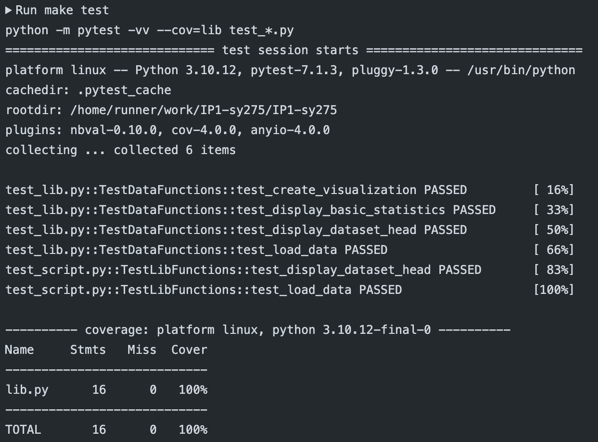 ▶ Run make test
python -m pytest -vv --cov=lib test_*.py
============================= test session starts ==============================
platform linux -- Python 3.10.12, pytest-7.1.3, pluggy-1.3.0 -- /usr/bin/python
cachedir: .pytest_cache
rootdir: /home/runner/work/IP1-sy275/IP1-sy275
plugins: nbval-0.10.0, cov-4.0.0, anyio-4.0.0
collecting ... collected 6 items
test_lib.py::TestDataFunctions::test_create_visualization PASSED         [ 16%]
test_lib.py::TestDataFunctions::test_display_basic_statistics PASSED     [ 33%]
test_lib.py::TestDataFunctions::test_display_dataset_head PASSED         [ 50%]
test_lib.py::TestDataFunctions::test_load_data PASSED                    [ 66%]
test_script.py::TestLibFunctions::test_display_dataset_head PASSED       [ 83%]
test_script.py::TestLibFunctions::test_load_data PASSED                  [100%]
---------- coverage: platform linux, python 3.10.12-final-0 ----------
Name     Stmts   Miss  Cover
----------------------------
lib.py      16      0   100%
----------------------------
TOTAL       16      0   100%